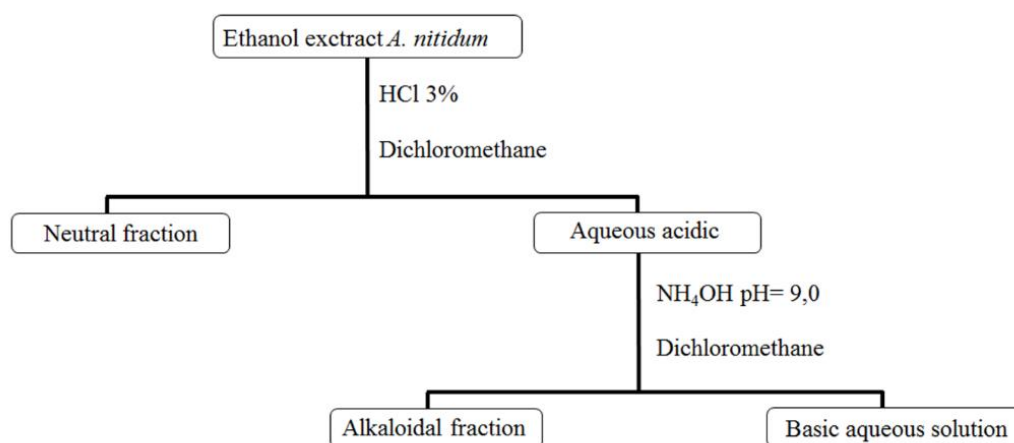 Ethanol exctract A. nitidum
HCl 3%
Dichloromethane
Neutral fraction
Aqueous acidic
NH₄OH pH= 9,0
Dichloromethane
Alkaloidal fraction
Basic aqueous solution